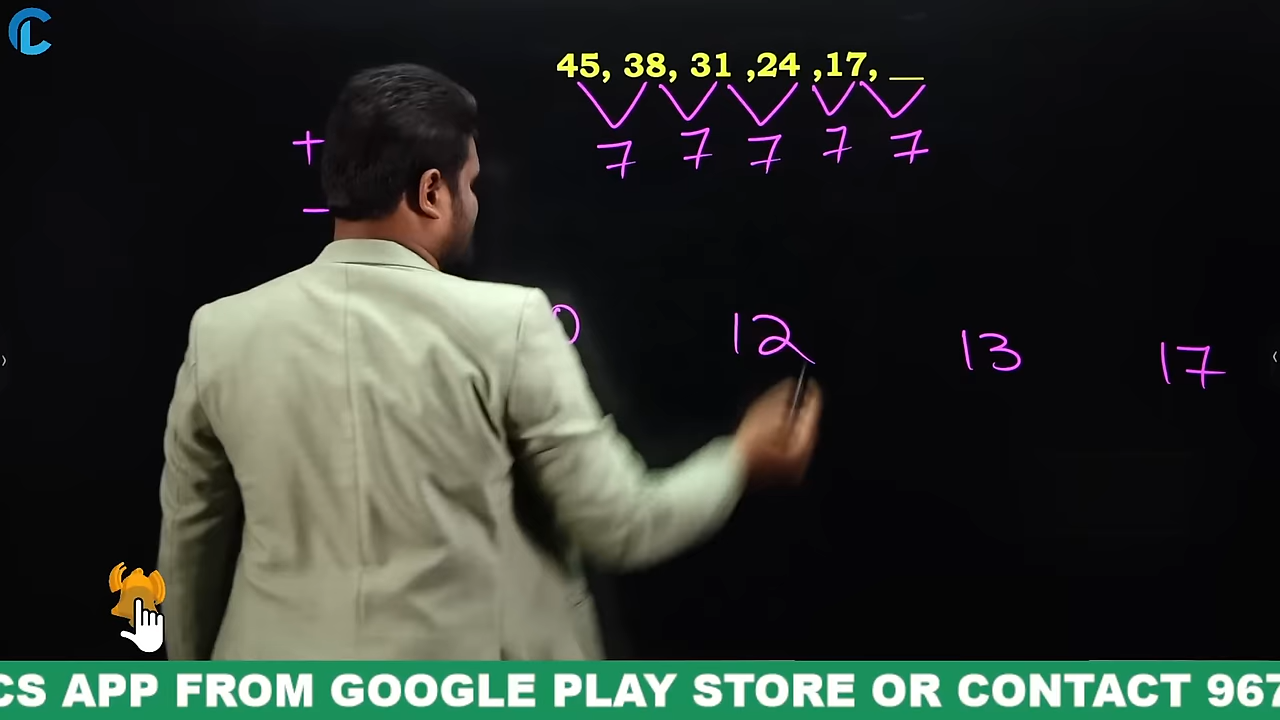 45, 38, 31 ,24 ,17, __
+ 7 7 7 7 7
-
12 13 17
CS APP FROM GOOGLE PLAY STORE OR CONTACT 967